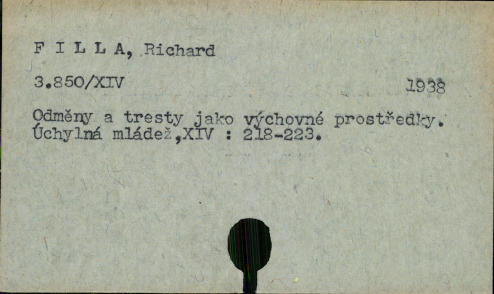 F I L L A, Richard
3.850/XIV 1938
Odměny a tresty jako výchovné prostředky.
Úchylná mládež,XIV : 218-223.